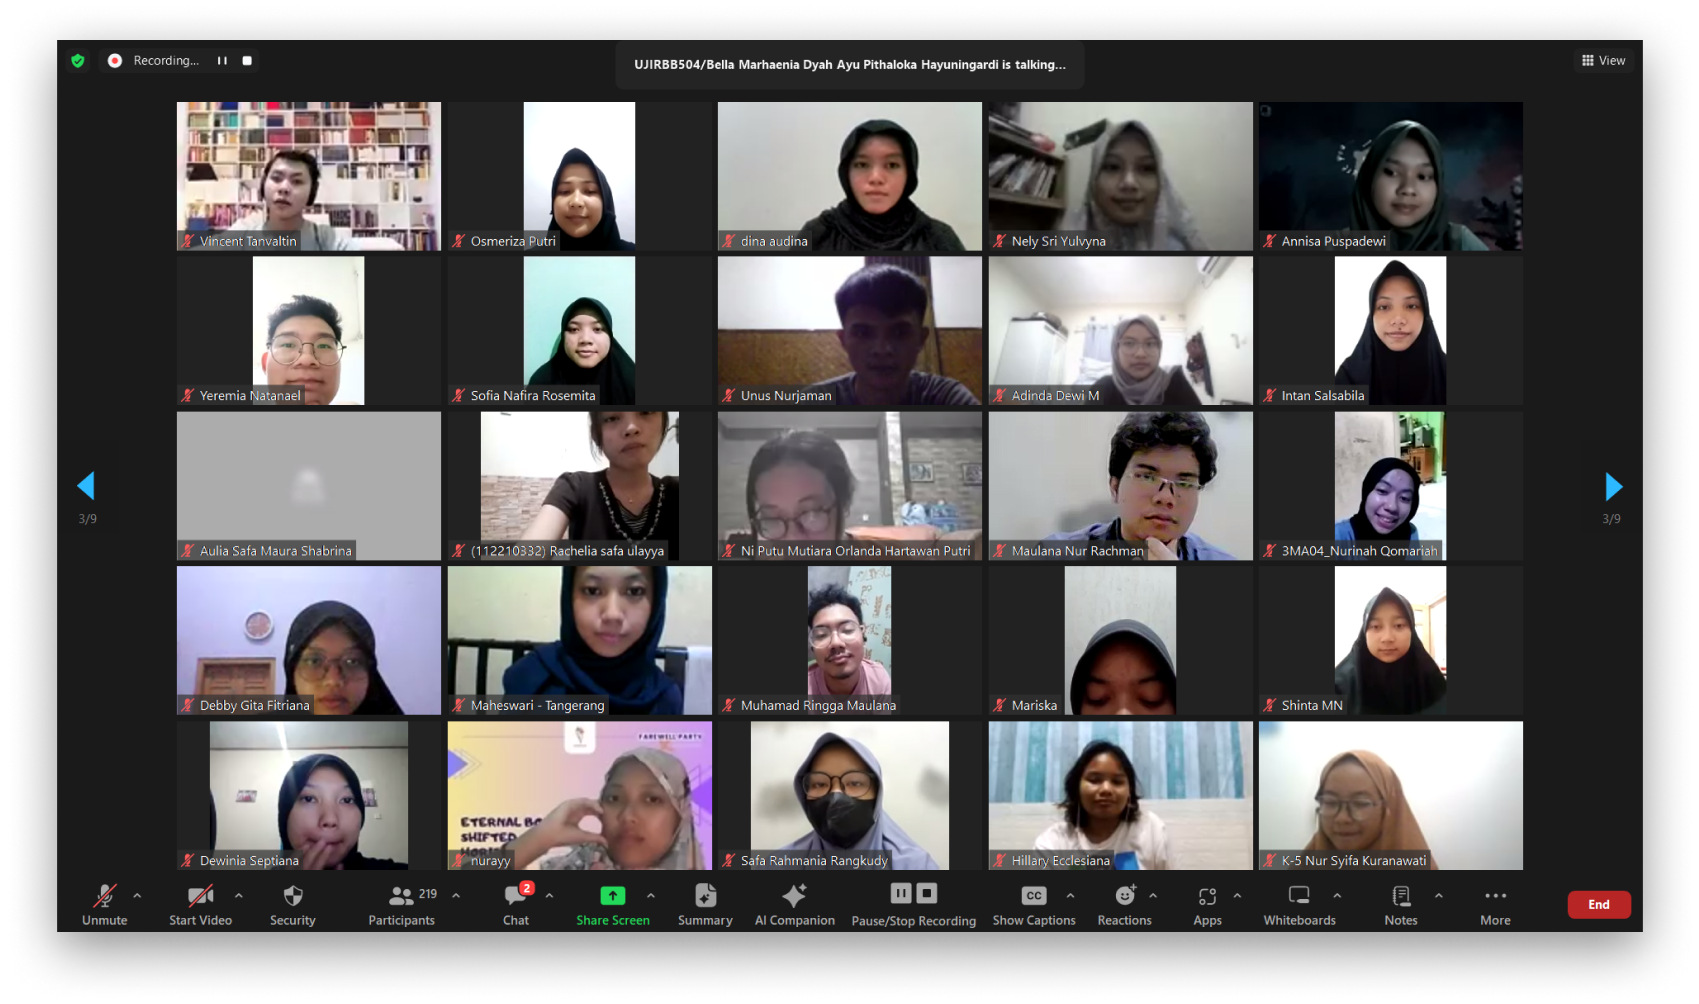 Recording...
UJIRBB504/Bella Marhaenia Dyah Ayu Pithaloka Hayuningardi is talking...
View
Vincent Tanvaltin
Osmeriza Putri
dina audina
Nely Sri Yulvyna
Annisa Puspadewi
Yeremia Natanael
Sofia Nafira Rosemita
Unus Nurjaman
Adinda Dewi M
Intan Salsabila
3/9
Aulia Safa Maura Shabrina
(112210332) Rachelia safa ulayya
Ni Putu Mutiara Orlanda Hartawan Putri
Maulana Nur Rachman
3MA04_Nurinah Qomariah
3/9
Debby Gita Fitriana
Maheswari - Tangerang
Muhamad Ringga Maulana
Mariska
Shinta MN
FAREWELL PARTY
ETERNAL
SHIFTED
Dewinia Septiana
nurayy
Safa Rahmania Rangkudy
Hillary Ecclesiana
K-5 Nur Syifa Kuranawati
Unmute
Start Video
Security
219
Participants
2
Chat
Share Screen
Summary
AI Companion
Pause/Stop Recording
CC
Show Captions
Reactions
Apps
Whiteboards
Notes
More
End